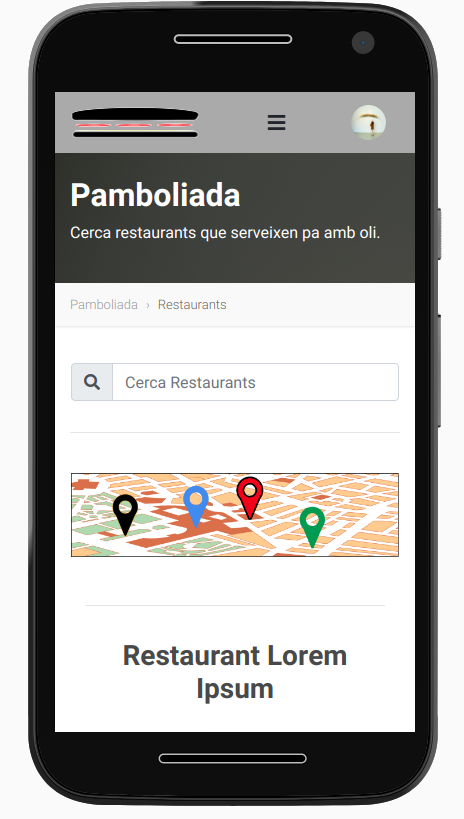 Pamboliada
Cerca restaurants que serveixen pa amb oli.
Pamboliada › Restaurants
Cerca Restaurants
Restaurant Lorem
Ipsum